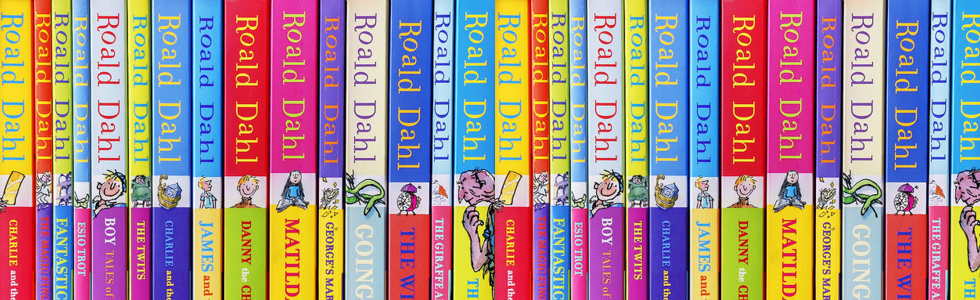 Roald Dahl CHARLIE and the
Roald Dahl THE MAGIC FINGER
Roald Dahl FANTASTIC
Roald Dahl ESIO TROT
Roald Dahl BOY TALES of
Roald Dahl THE TWITS
Roald Dahl CHARLIE and the
Roald Dahl JAMES and
Roald Dahl DANNY the CH
Roald Dahl MATILDA
Roald Dahl GEORGE'S MAR
Roald Dahl GOING
Roald Dahl THE WI
Roald Dahl THE GIRAFFE A
Roald Dahl TH
Roald Dahl CHARLIE and the
Roald Dahl THE MAGIC FINGER
Roald Dahl FANTASTIC
Roald Dahl ESIO TROT
Roald Dahl BOY TALES of
Roald Dahl THE TWITS
Roald Dahl CHARLIE and the
Roald Dahl JAMES and
Roald Dahl DANNY the CH
Roald Dahl MATILDA
Roald Dahl GEORGE'S MAR
Roald Dahl GOING
Roald Dahl THE WI
Roald Dahl THE GIRAFFE A
Roald Dahl